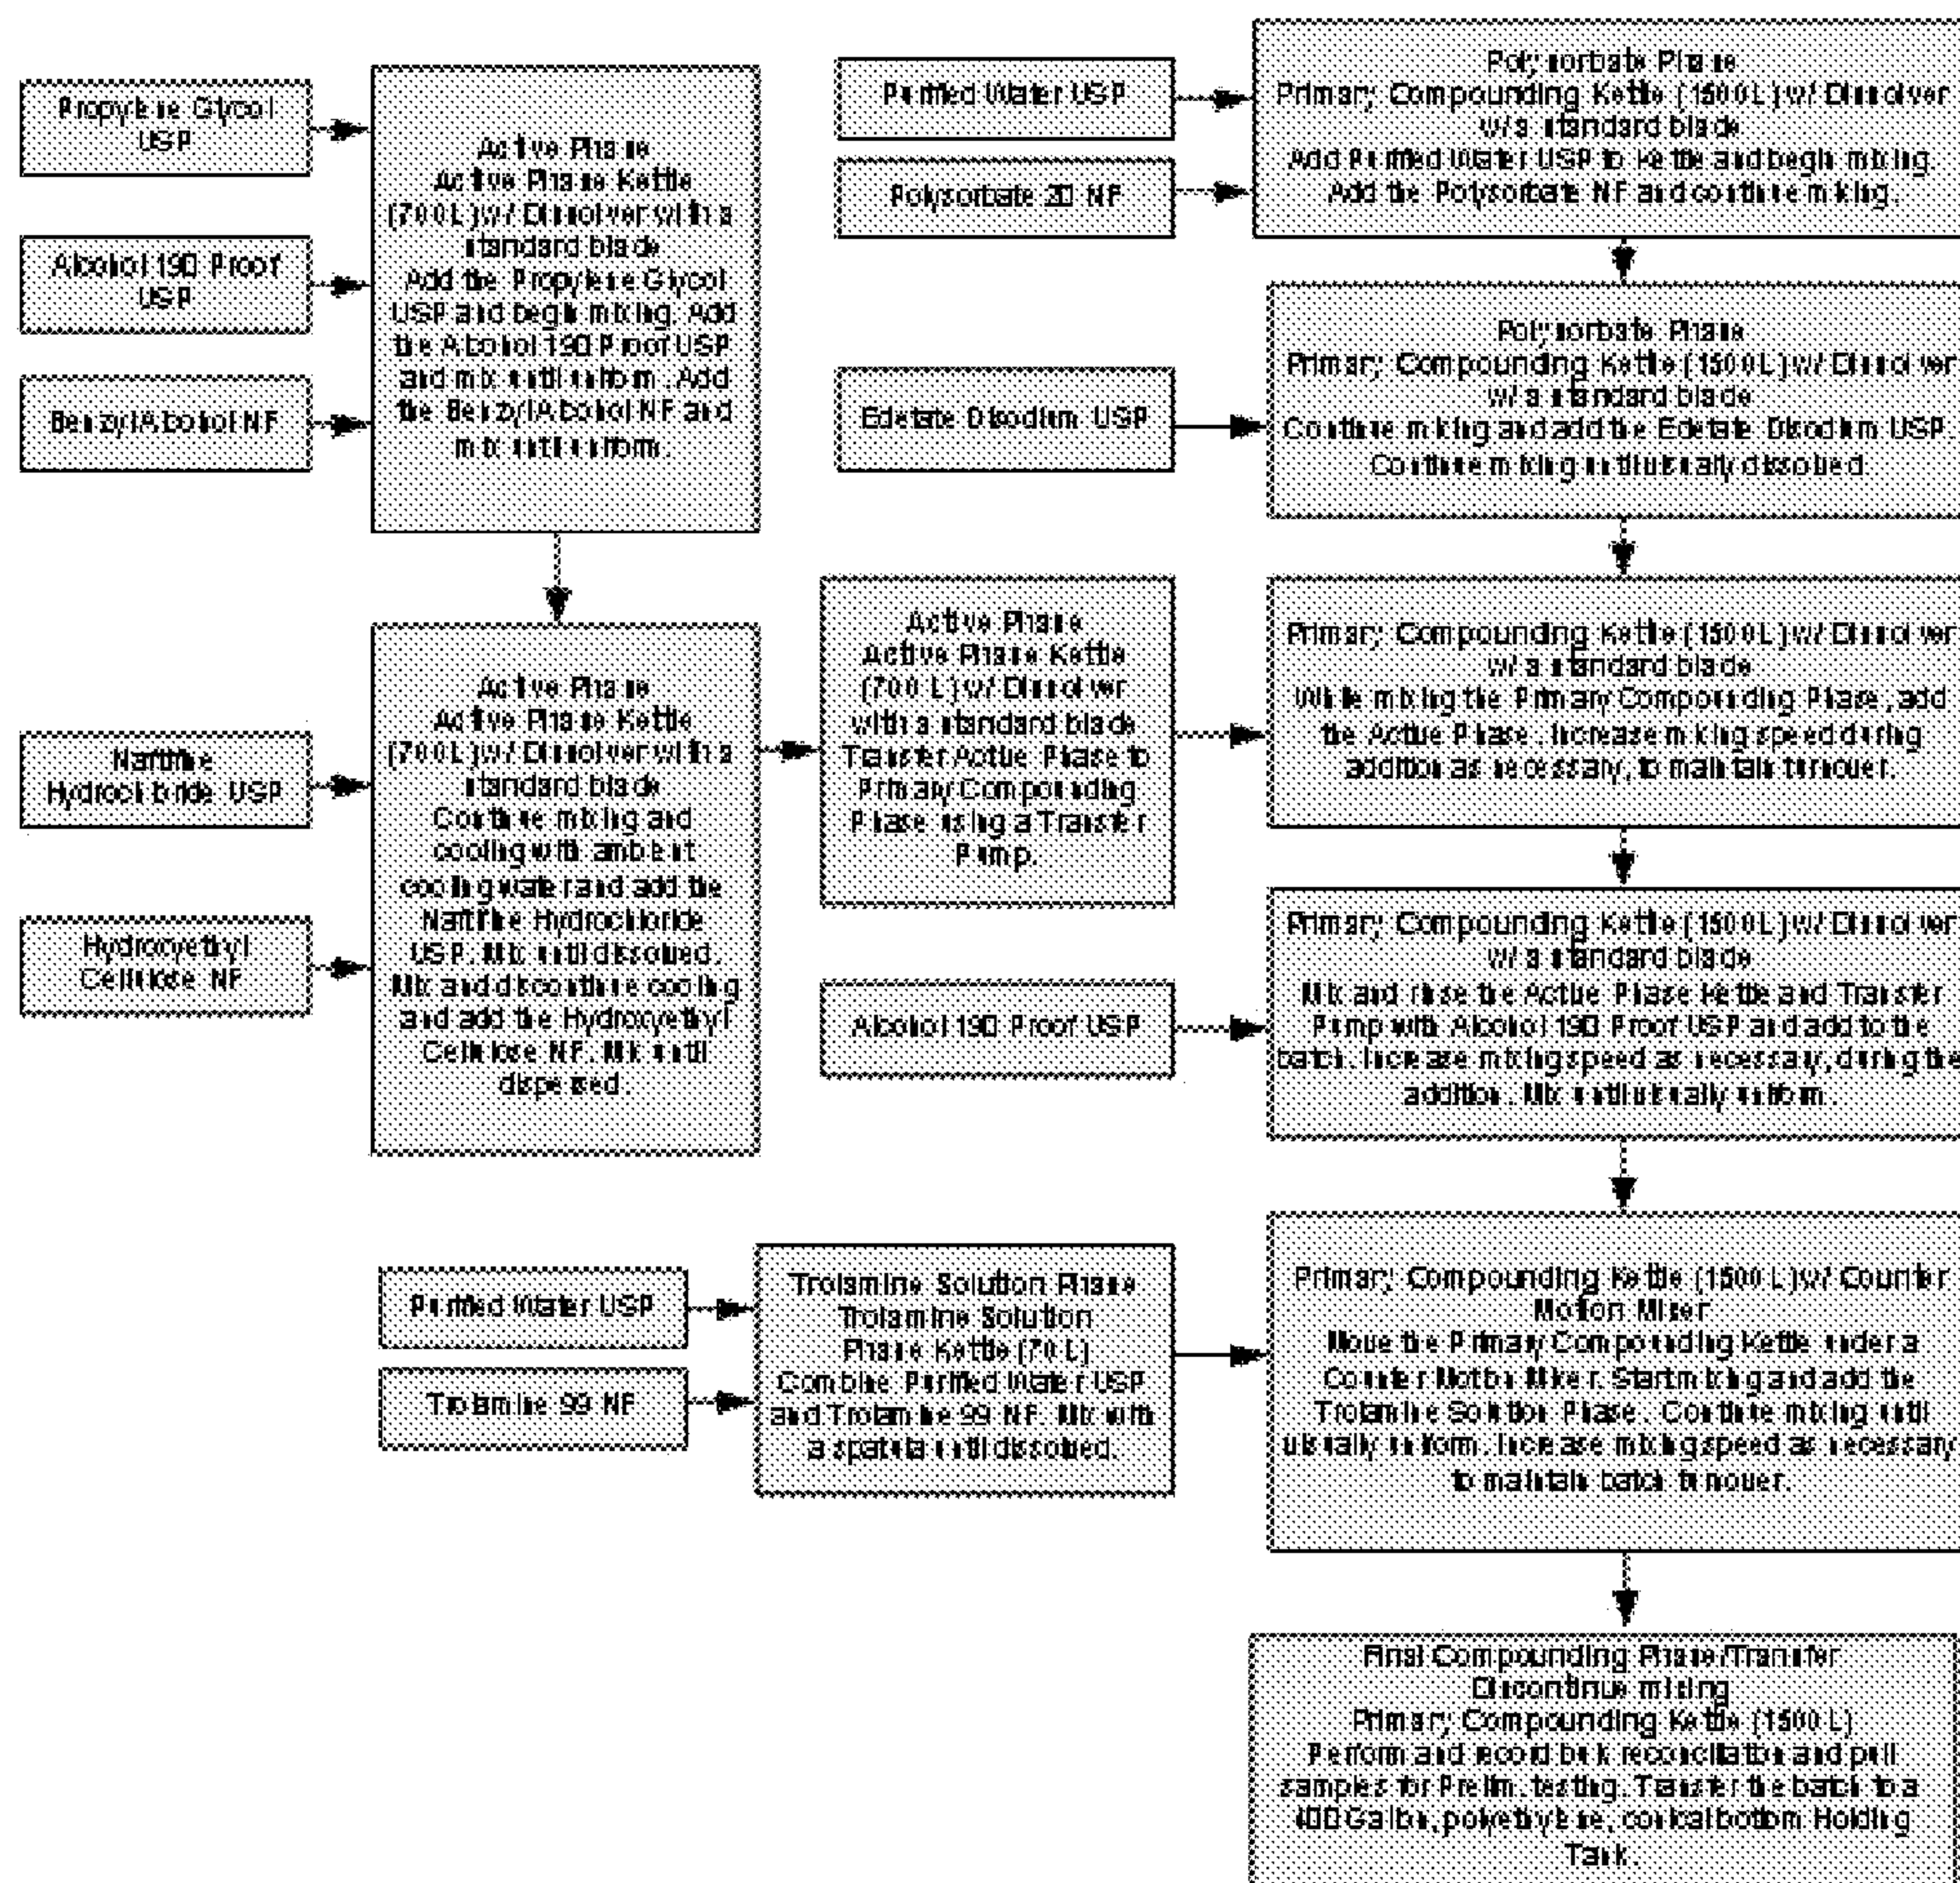 Propylene Glycol
USP
Alcohol 190 Proof
USP
Benzyl Alcohol NF
Active Phase
Active Phase Kettle
(700 L) w/ Dissolver with a
standard blade
Add the Propylene Glycol
USP and begin mixing. Add
the Alcohol 190 Proof USP
and mix until uniform. Add
the Benzyl Alcohol NF and
mix until uniform.
Purified Water USP
Polysorbate 20 NF
Polysorbate Phase
Primary Compounding Kettle (1500 L) w/ Dissolver
w/ a standard blade
Add Purified Water USP to kettle and begin mixing.
Add the Polysorbate NF and continue mixing.
Edetate Disodium USP
Polysorbate Phase
Primary Compounding Kettle (1500 L) w/ Dissolver
w/ a standard blade
Continue mixing and add the Edetate Disodium USP.
Continue mixing until visually dissolved.
Naftifine
Hydrochloride USP
Hydroxyethyl
Cellulose NF
Active Phase
Active Phase Kettle
(700 L) w/ Dissolver with a
standard blade
Continue mixing and
cooling with ambient
cooling water and add the
Naftifine Hydrochloride
USP. Mix until dissolved.
Mix and discontinue cooling
and add the Hydroxyethyl
Cellulose NF. Mix until
dispersed.
Active Phase
Active Phase Kettle
(700 L) w/ Dissolver
with a standard blade
Transfer Active Phase to
Primary Compounding
Phase using a Transfer
Pump.
Primary Compounding Kettle (1500 L) w/ Dissolver
w/ a standard blade
While mixing the Primary Compounding Phase, add
the Active Phase. Increase mixing speed during
addition as necessary, to maintain turnover.
Alcohol 190 Proof USP
Primary Compounding Kettle (1500 L) w/ Dissolver
w/ a standard blade
Mix and rinse the Active Phase Kettle and Transfer
Pump with Alcohol 190 Proof USP and add to the
batch. Increase mixing speed as necessary, during the
addition. Mix until visually uniform.
Purified Water USP
Trolamine 99 NF
Trolamine Solution Phase
Trolamine Solution
Phase Kettle (70 L)
Combine Purified Water USP
and Trolamine 99 NF. Mix with
a spatula until dissolved.
Primary Compounding Kettle (1500 L) w/ Counter
Motion Mixer
Move the Primary Compounding Kettle under a
Counter Motion Mixer. Start mixing and add the
Trolamine Solution Phase. Continue mixing until
visually uniform. Increase mixing speed as necessary
to maintain batch turnover.
Final Compounding Phase/Transfer
Discontinue mixing
Primary Compounding Kettle (1500 L)
Perform and record bulk reconciliation and pull
samples for Prelim. testing. Transfer the batch to a
400 Gallon, polyethylene, conical bottom Holding
Tank.